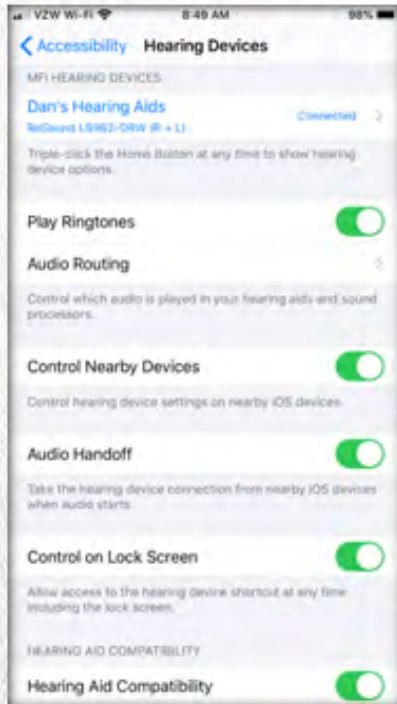 VZW Wi-Fi 8:49 AM 98%
Accessibility Hearing Devices
MFI HEARING DEVICES
Dan's Hearing Aids
ReSound LS962-DRW (R + L)
Connected
Triple-click the Home Button at any time to show hearing
device options.
Play Ringtones
Audio Routing
Control which audio is played in your hearing aids and sound
processors.
Control Nearby Devices
Control hearing device settings on nearby iOS devices.
Audio Handoff
Take the hearing device connection from nearby iOS devices
when audio starts.
Control on Lock Screen
Allow access to the hearing device shortcut at any time
including the lock screen.
HEARING AID COMPATIBILITY
Hearing Aid Compatibility